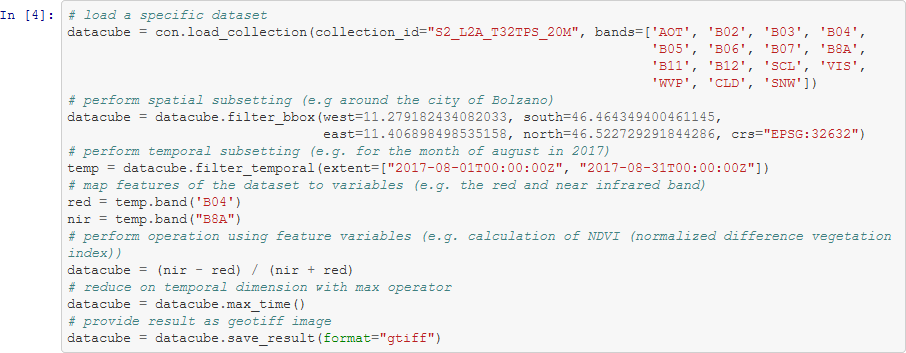 In [4]: # load a specific dataset
datacube = con.load_collection(collection_id="S2_L2A_T32TPS_20M", bands=['AOT', 'B02', 'B03', 'B04',
'B05', 'B06', 'B07', 'B8A',
'B11', 'B12', 'SCL', 'VIS',
'WVP', 'CLD', 'SNW'])
# perform spatial subsetting (e.g around the city of Bolzano)
datacube = datacube.filter_bbox(west=11.279182434082033, south=46.464349400461145,
east=11.406898498535158, north=46.522729291844286, crs="EPSG:32632")
# perform temporal subsetting (e.g. for the month of august in 2017)
temp = datacube.filter_temporal(extent=["2017-08-01T00:00:00Z", "2017-08-31T00:00:00Z"])
# map features of the dataset to variables (e.g. the red and near infrared band)
red = temp.band('B04')
nir = temp.band("B8A")
# perform operation using feature variables (e.g. calculation of NDVI (normalized difference vegetation
index))
datacube = (nir - red) / (nir + red)
# reduce on temporal dimension with max operator
datacube = datacube.max_time()
# provide result as geotiff image
datacube = datacube.save_result(format="gtiff")